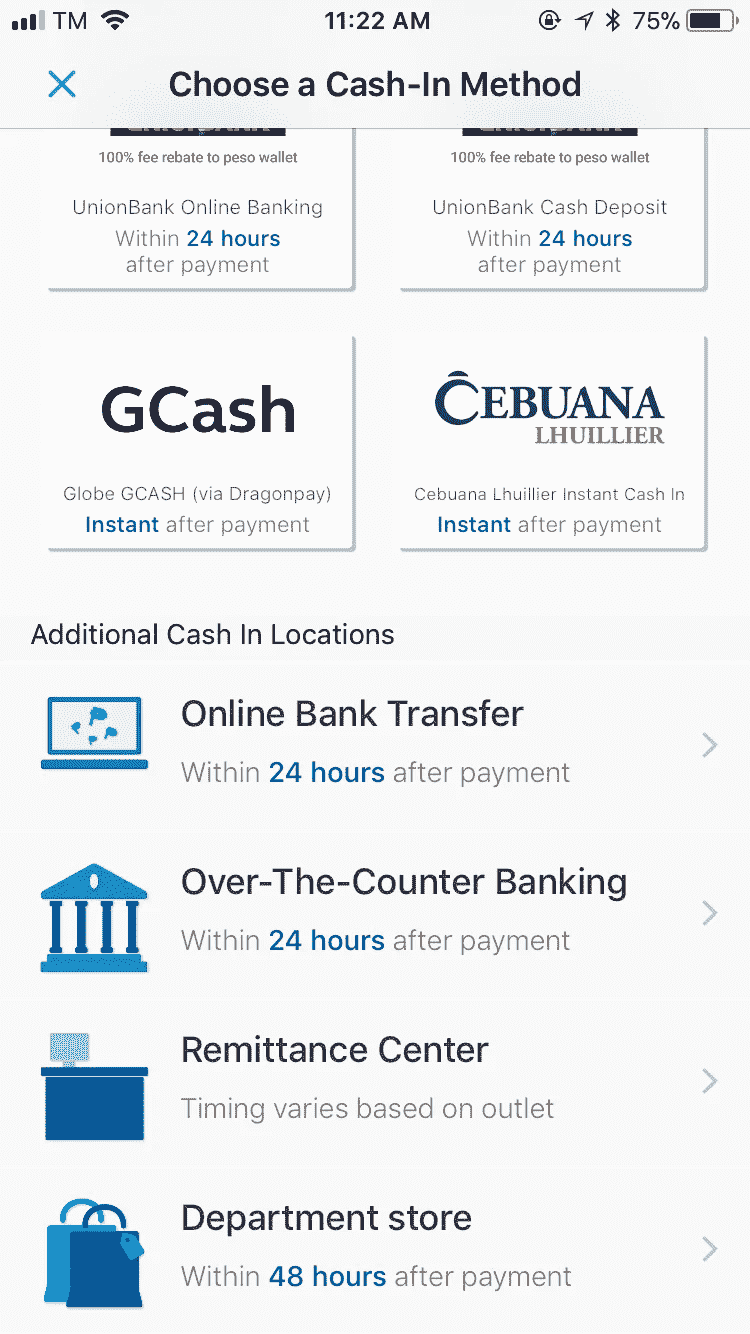 TM 11:22 AM 75%
Choose a Cash-In Method
100% fee rebate to peso wallet
100% fee rebate to peso wallet
UnionBank Online Banking
Within 24 hours
after payment
UnionBank Cash Deposit
Within 24 hours
after payment
GCash
Globe GCASH (via Dragonpay)
Instant after payment
CEBUANA
LHUILLIER
Cebuana Lhuillier Instant Cash In
Instant after payment
Additional Cash In Locations
Online Bank Transfer
Within 24 hours after payment
Over-The-Counter Banking
Within 24 hours after payment
Remittance Center
Timing varies based on outlet
Department store
Within 48 hours after payment